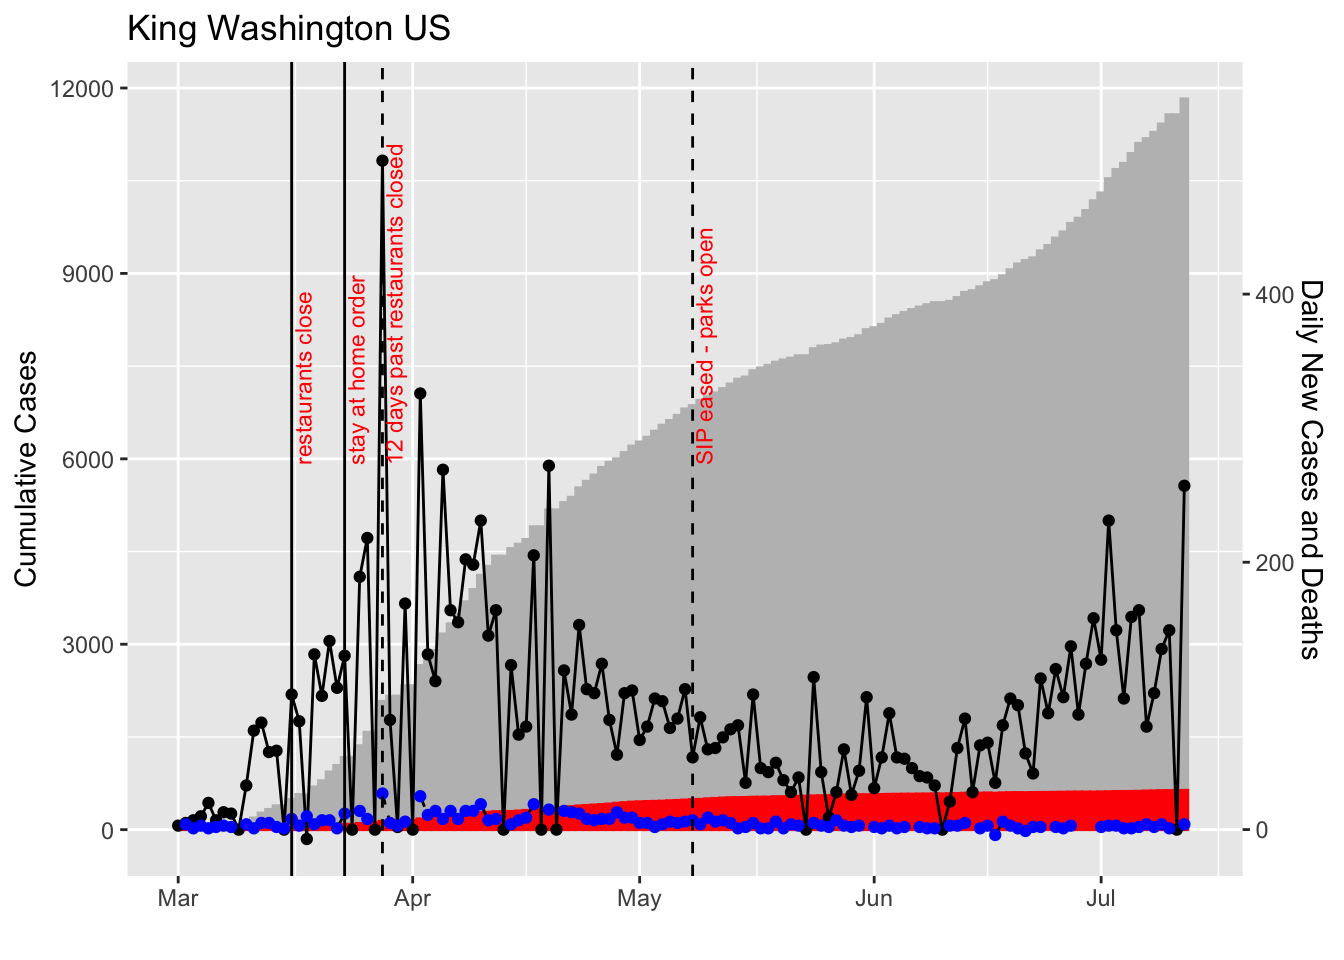 King Washington US
12000
9000
6000
3000
0
Cumulative Cases
restaurants close
stay at home order
12 days past restaurants closed
SIP eased - parks open
400
200
0
Daily New Cases and Deaths
Mar
Apr
May
Jun
Jul